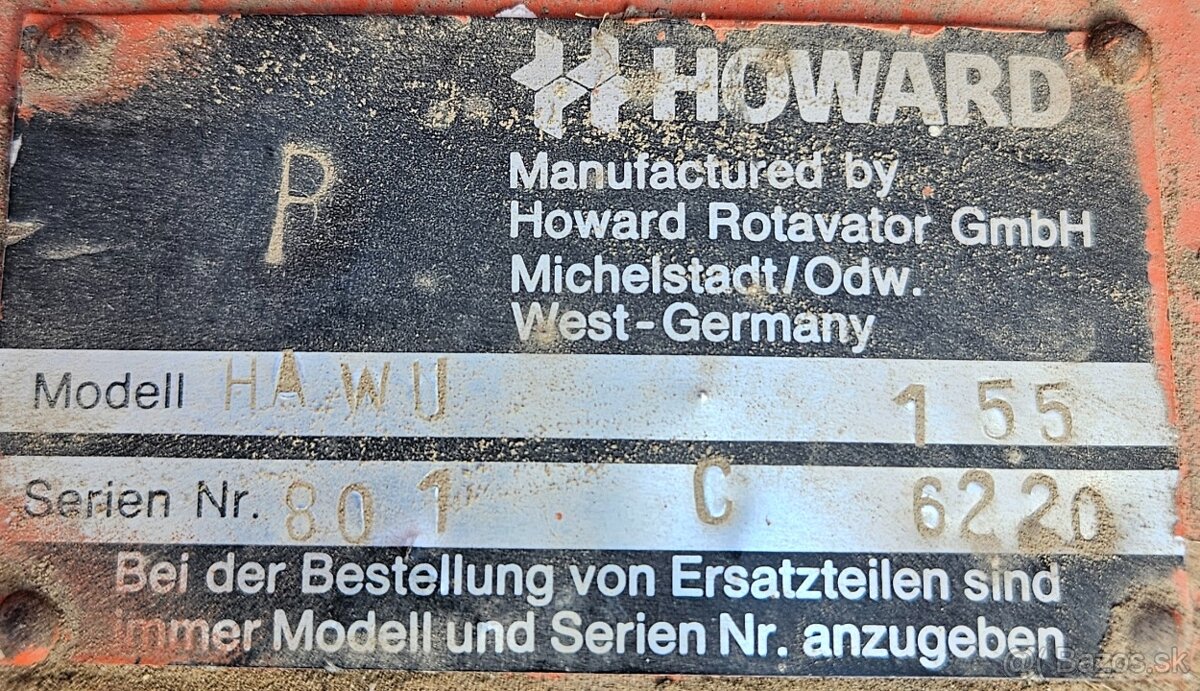 HOWARD
P
Manufactured by
Howard Rotavator GmbH
Michelstadt/Odw.
West-Germany
Modell HAWU 155
Serien Nr. 801 C 6220
Bei der Bestellung von Ersatzteilen sind
immer Modell und Serien Nr. anzugeben
Bazos.sk